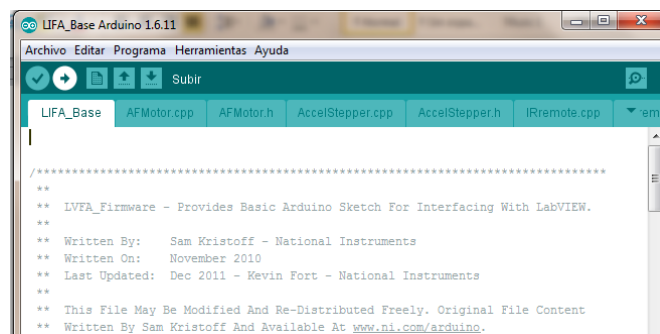 LIFA_Base Arduino 1.6.11
Archivo Editar Programa Herramientas Ayuda
Subir
LIFA_Base AFMotor.cpp AFMotor.h AccelStepper.cpp AccelStepper.h IRremote.cpp
/*******************************************************************************
**
** LVFA_Firmware - Provides Basic Arduino Sketch For Interfacing With LabVIEW.
**
** Written By: Sam Kristoff - National Instruments
** Written On: November 2010
** Last Updated: Dec 2011 - Kevin Fort - National Instruments
**
** This File May Be Modified And Re-Distributed Freely. Original File Content
** Written By Sam Kristoff And Available At www.ni.com/arduino.